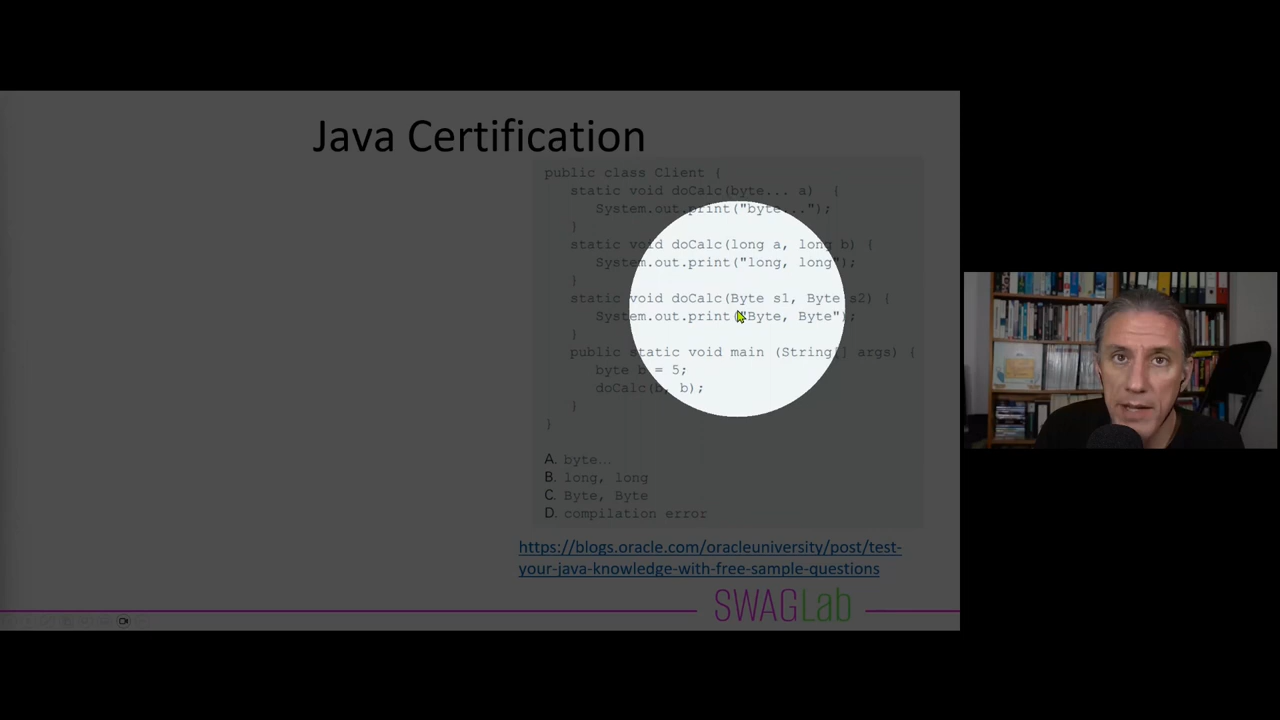 Java Certification
public class Client {
static void doCalc(byte... a) {
System.out.print("byte...");
}
static void doCalc(long a, long b) {
System.out.print("long, long");
}
static void doCalc(Byte s1, Byte s2) {
System.out.print("Byte, Byte");
}
public static void main (String[] args) {
byte b = 5;
doCalc(b, b);
}
}
A. byte...
B. long, long
C. Byte, Byte
D. compilation error
https://blogs.oracle.com/oracleuniversity/post/test-
your-java-knowledge-with-free-sample-questions
SWAGLab